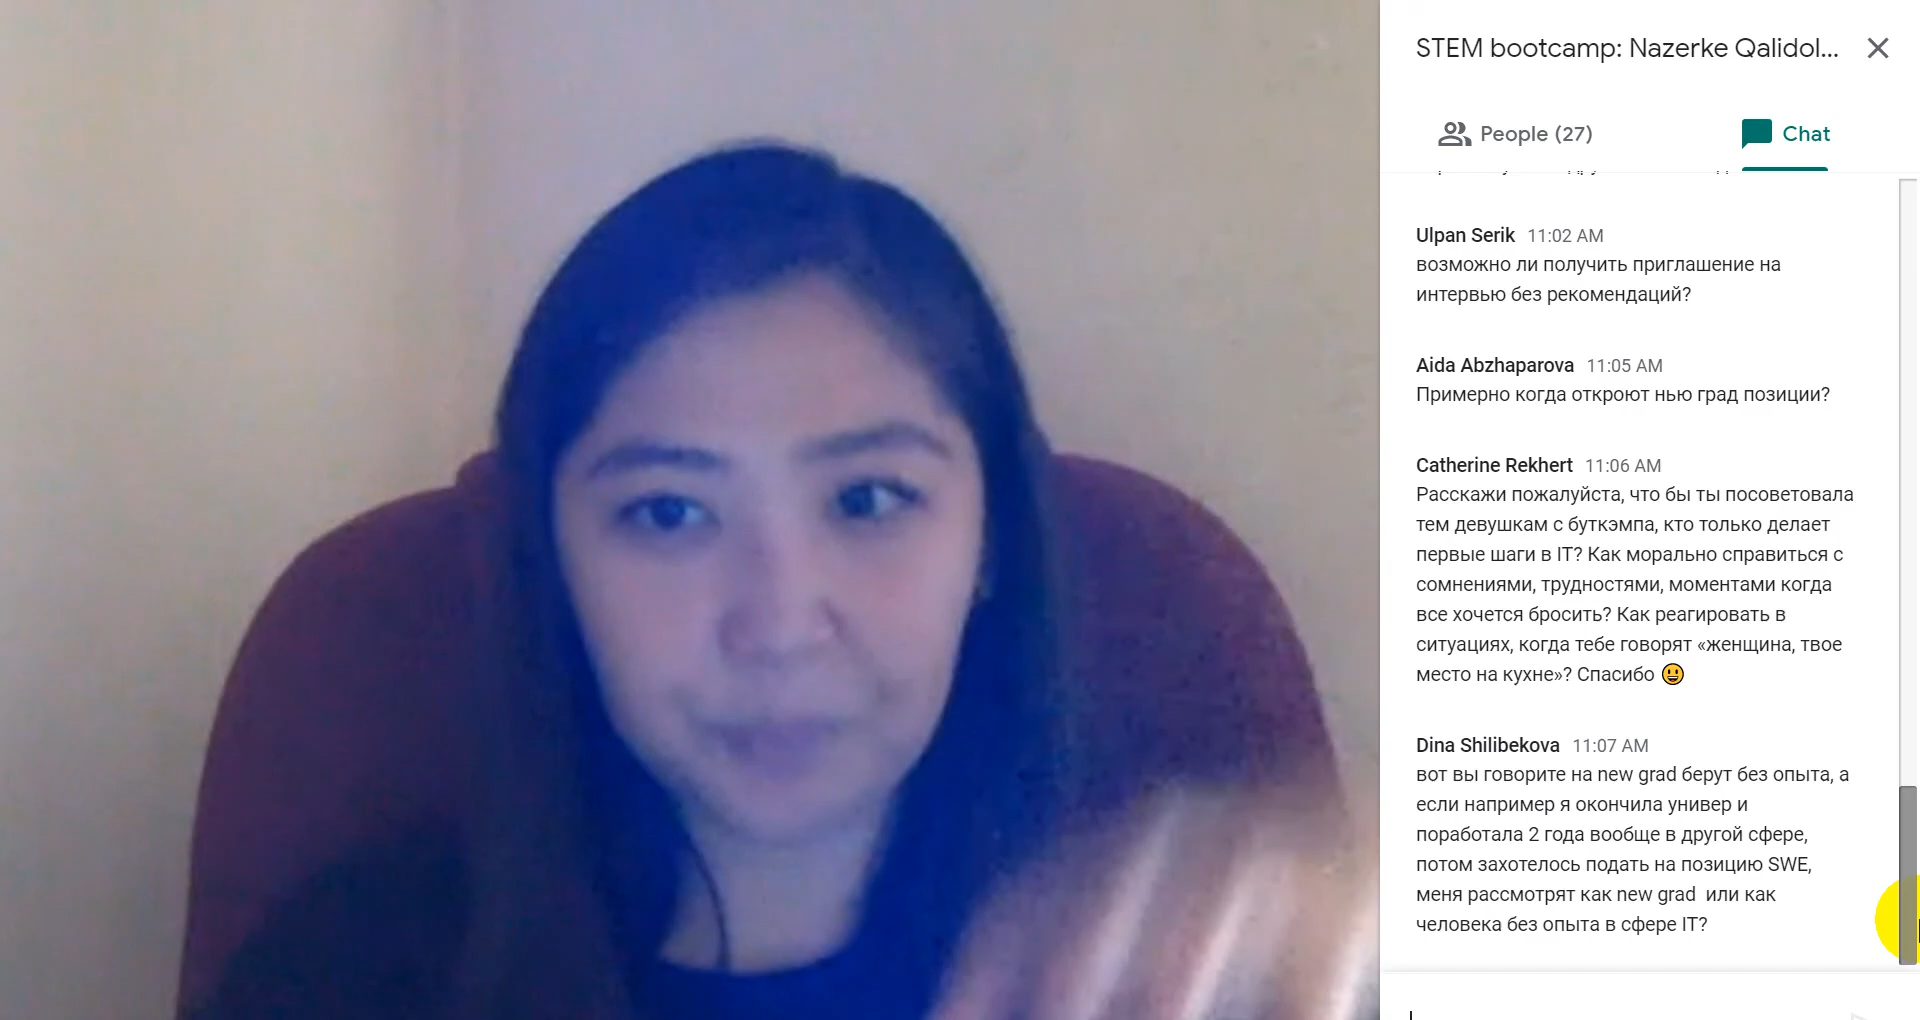 STEM bootcamp: Nazerke Qalidol...
People (27)
Chat
Ulpan Serik 11:02 AM
возможно ли получить приглашение на
интервью без рекомендаций?
Aida Abzhaparova 11:05 AM
Примерно когда откроют нью град позиции?
Catherine Rekhert 11:06 AM
Расскажи пожалуйста, что бы ты посоветовала
тем девушкам с буткэмпа, кто только делает
первые шаги в IT? Как морально справиться с
сомнениями, трудностями, моментами когда
все хочется бросить? Как реагировать в
ситуациях, когда тебе говорят «женщина, твое
место на кухне»? Спасибо 😃
Dina Shilibekova 11:07 AM
вот вы говорите на new grad берут без опыта, а
если например я окончила универ и
поработала 2 года вообще в другой сфере,
потом захотелось подать на позицию SWE,
меня рассмотрят как new grad  или как
человека без опыта в сфере IT?